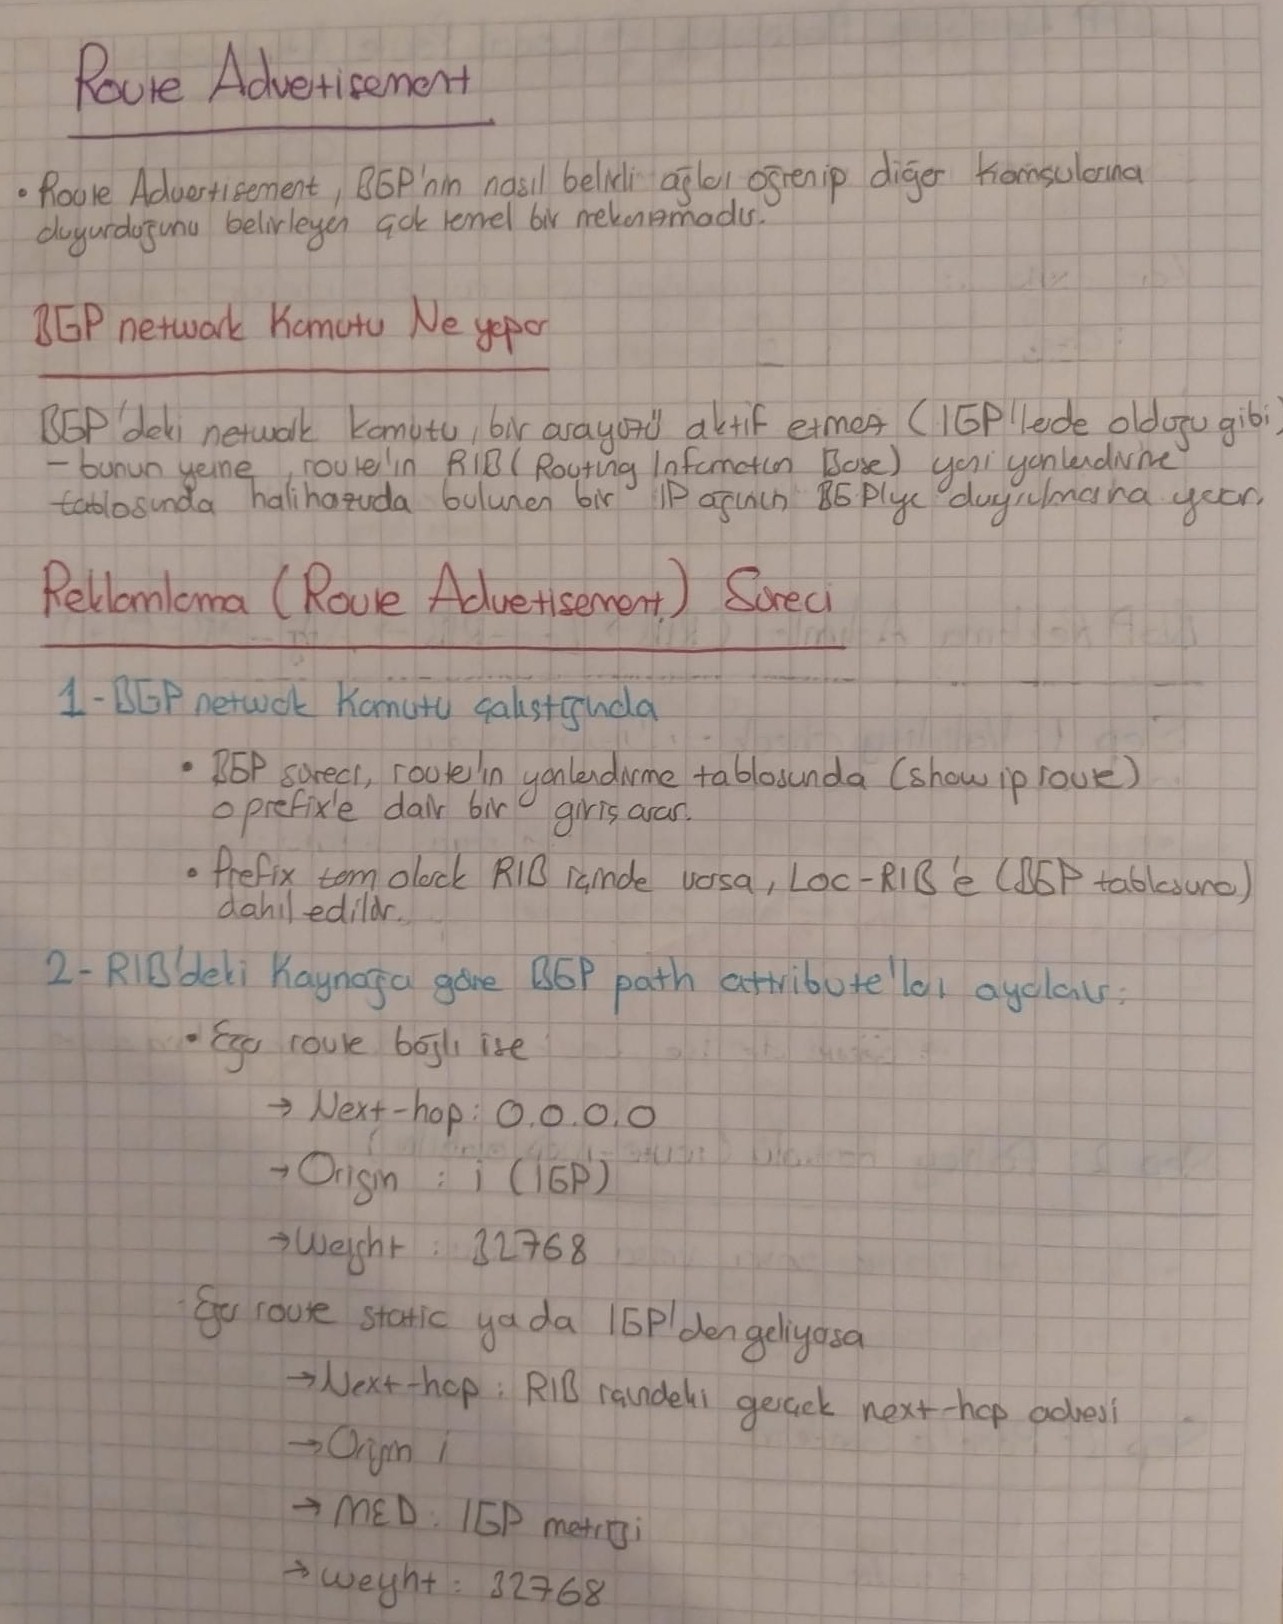 Route Advertisement
• Route Advertisement, BGP'nin nasıl belirli ağları öğrenip diğer komşularına
duyurduğunu belirleyen çok temel bir mekanizmadır.
BGP network Komutu Ne yapar
BGP'deki network komutu, bir arayüzü aktif etmez (IGP'lerde olduğu gibi)
- bunun yerine, router'ın RIB (Routing Information Base) yani yönlendirme
tablosunda halihazırda bulunan bir IP ağının BGP'ye duyurulmasına yarar.
Reklamlama (Route Advertisement) Süreci
1- BGP network Komutu çalıştığında
• BGP süreci, router'ın yönlendirme tablosunda (show ip route)
o prefix'e dair bir giriş arar.
• Prefix tam olarak RIB içinde varsa, Loc-RIB'e (BGP tablosuna)
dahil edilir.
2- RIB'deki Kaynağa göre BGP path attribute'ları ayarlanır:
• Eğer route bağlı ise
→ Next-hop: 0.0.0.0
→ Origin : i (IGP)
→ Weight : 32768
Eğer route static ya da IGP'den geliyosa
→ Next-hop : RIB içindeki gerçek next-hop adresi
→ Origin i
→ MED : IGP metriği
→ Weight : 32768